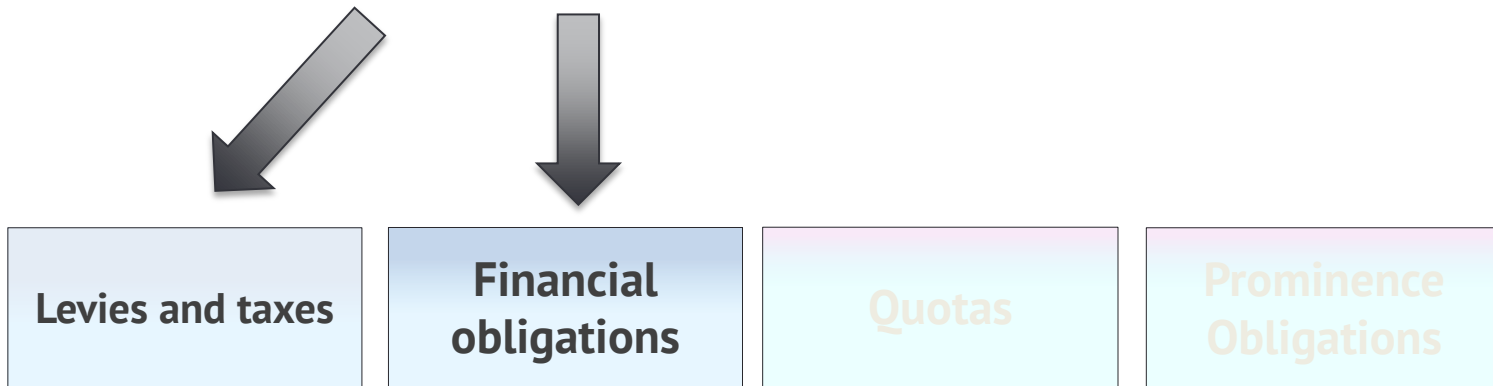 Levies and taxes
Financial
obligations
Quotas
Prominence
Obligations